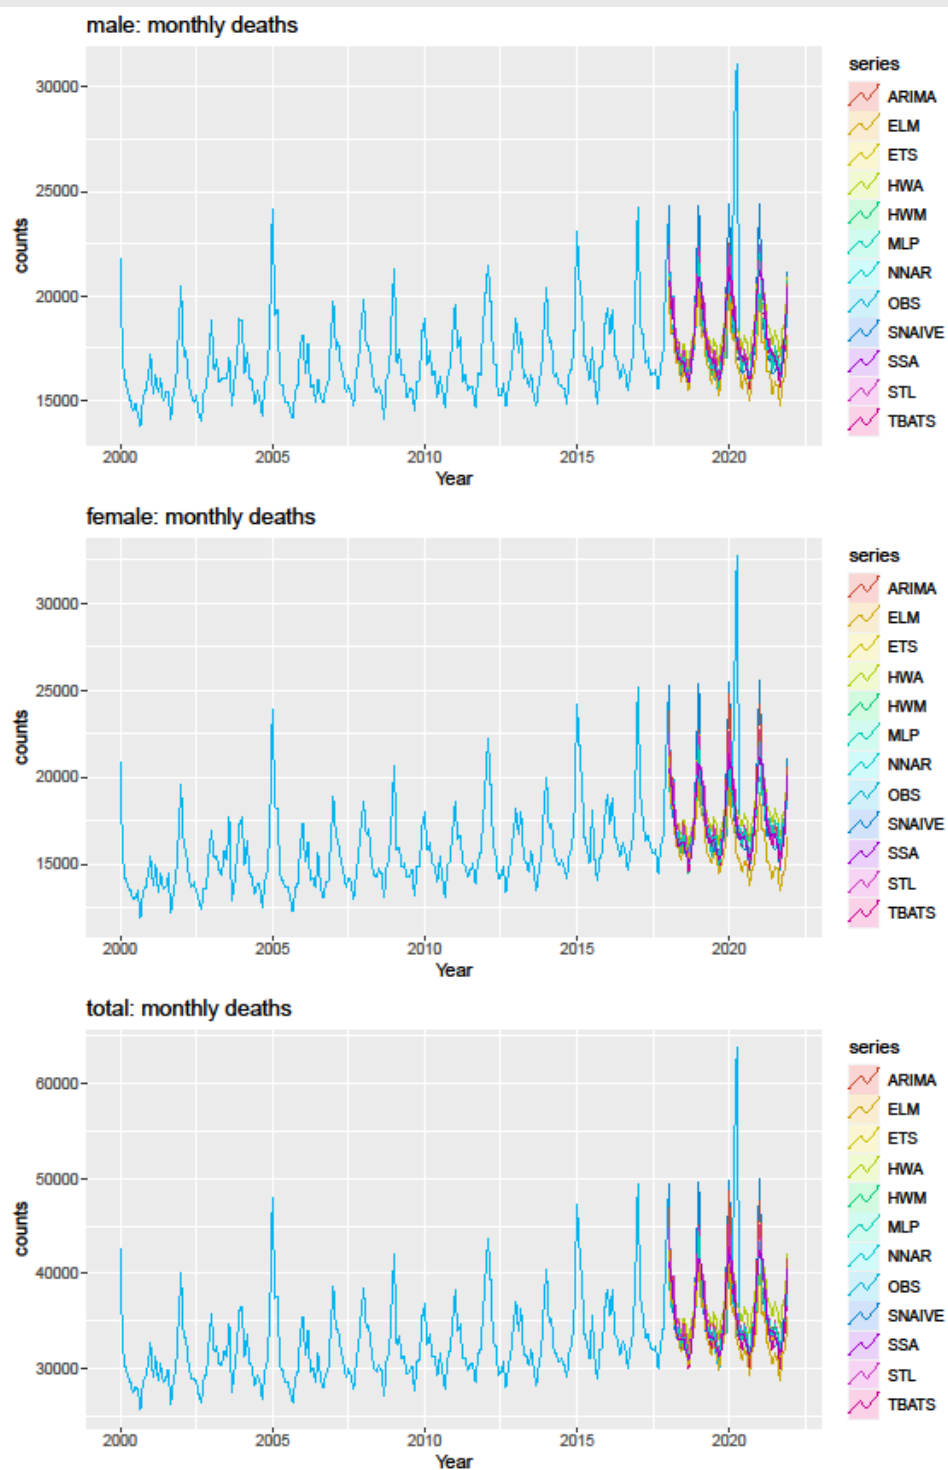 male: monthly deaths
counts
30000
25000
20000
15000
2000 2005 2010 2015 2020
Year
series
ARIMA
ELM
ETS
HWA
HWM
MLP
NNAR
OBS
SNAIVE
SSA
STL
TBATS
female: monthly deaths
counts
30000
25000
20000
15000
2000 2005 2010 2015 2020
Year
series
ARIMA
ELM
ETS
HWA
HWM
MLP
NNAR
OBS
SNAIVE
SSA
STL
TBATS
total: monthly deaths
counts
60000
50000
40000
30000
2000 2005 2010 2015 2020
Year
series
ARIMA
ELM
ETS
HWA
HWM
MLP
NNAR
OBS
SNAIVE
SSA
STL
TBATS